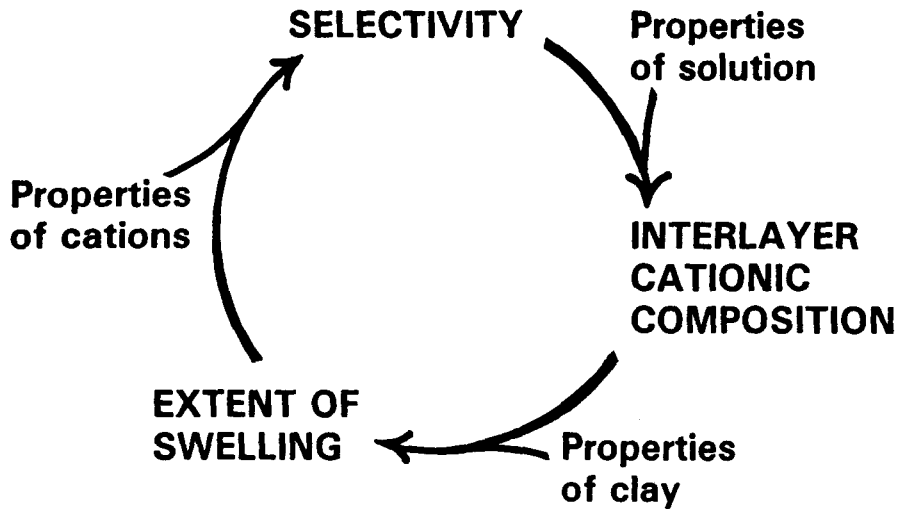 SELECTIVITY
Properties
of solution
Properties
of cations
INTERLAYER
CATIONIC
COMPOSITION
EXTENT OF
SWELLING
Properties
of clay